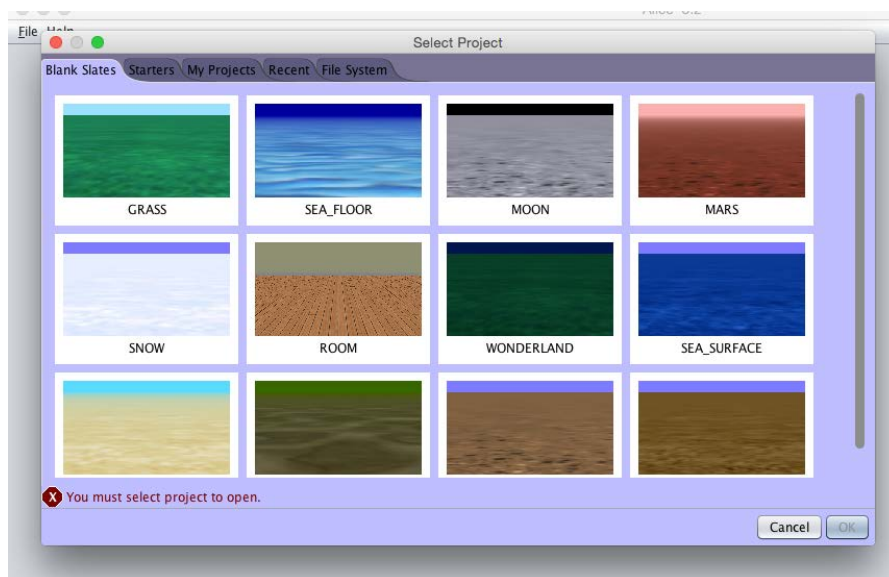 File
Select Project
Blank Slates Starters My Projects Recent File System
GRASS SEA_FLOOR MOON MARS
SNOW ROOM WONDERLAND SEA_SURFACE
X You must select project to open.
Cancel OK